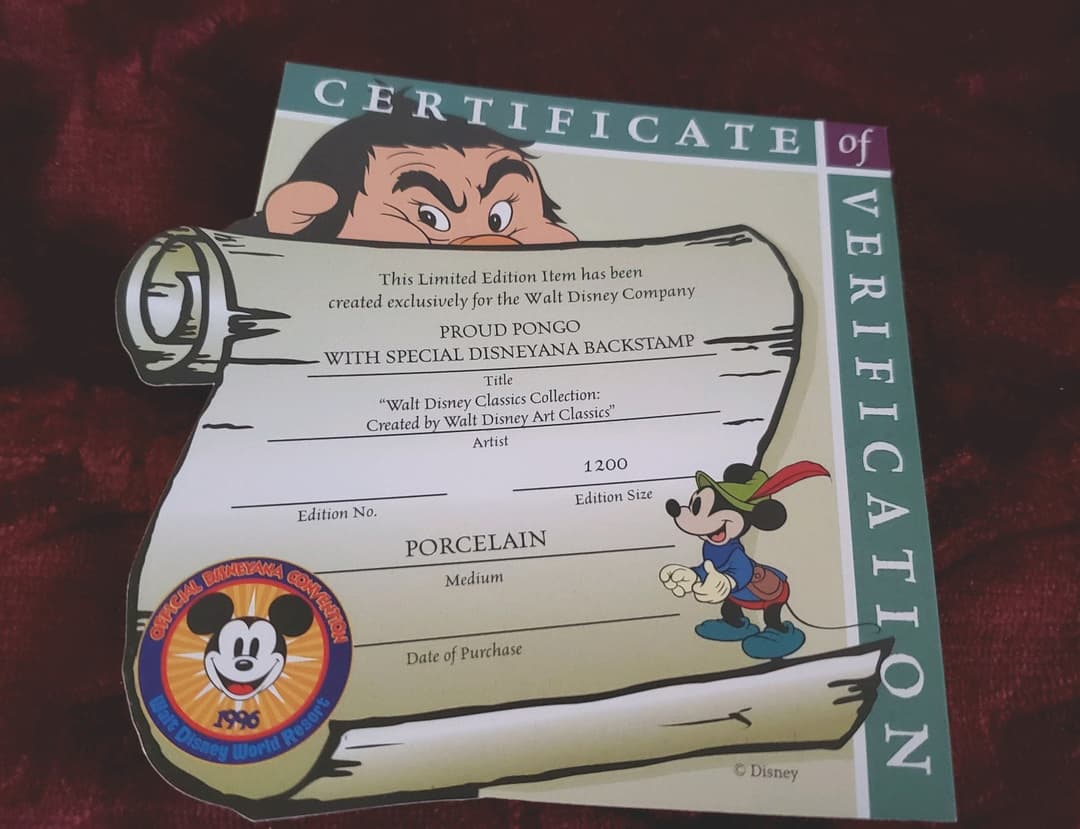 CERTIFICATE of
VERIFICATION
This Limited Edition Item has been
created exclusively for the Walt Disney Company
PROUD PONGO
WITH SPECIAL DISNEYANA BACKSTAMP
Title
“Walt Disney Classics Collection:
Created by Walt Disney Art Classics”
Artist
1200
Edition No.
Edition Size
PORCELAIN
Medium
Date of Purchase
OFFICIAL DISNEYANA CONVENTION
1996
Walt Disney World Resort
© Disney